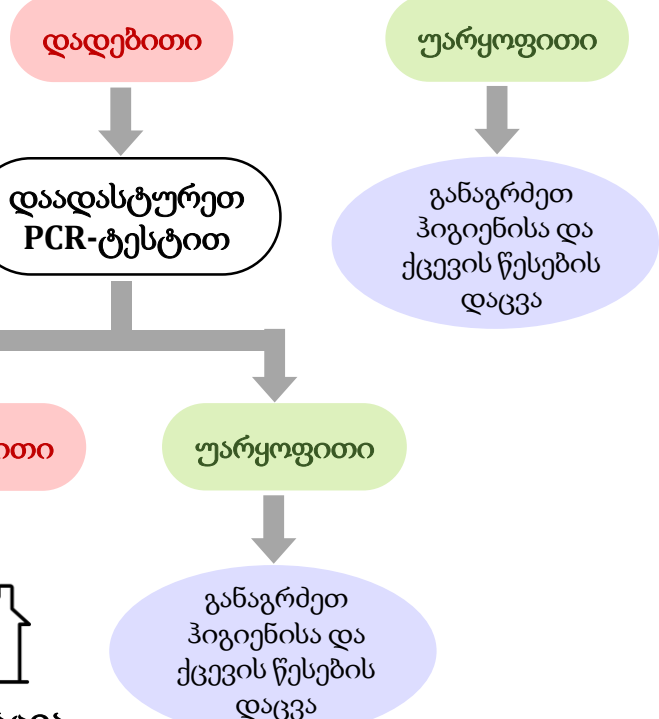 დადებითი
უარყოფითი
დაადასტურეთ
PCR-ტესტით
განაგრძეთ
ჰიგიენისა და
ქცევის წესების
დაცვა
უარყოფითი
განაგრძეთ
ჰიგიენისა და
ქცევის წესების
დაცვა